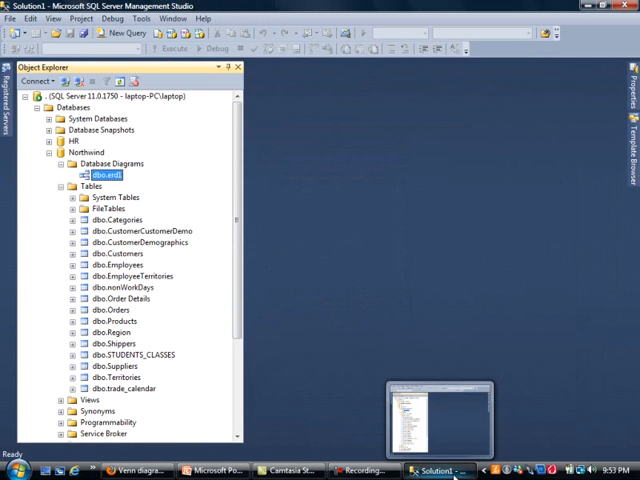 Solution1 - Microsoft SQL Server Management Studio
File Edit View Project Debug Tools Window Help
New Query
Execute Debug
Object Explorer
Connect
. (SQL Server 11.0.1750 - laptop-PC\laptop)
Databases
System Databases
Database Snapshots
HR
Northwind
Database Diagrams
dbo.erd1
Tables
System Tables
FileTables
dbo.Categories
dbo.CustomerCustomerDemo
dbo.CustomerDemographics
dbo.Customers
dbo.Employees
dbo.EmployeeTerritories
dbo.nonWorkDays
dbo.Order Details
dbo.Orders
dbo.Products
dbo.Region
dbo.Shippers
dbo.STUDENTS_CLASSES
dbo.Suppliers
dbo.Territories
dbo.trade_calendar
Views
Synonyms
Programmability
Service Broker
Registered Servers
Properties
Template Browser
Ready
Venn diagra...
Microsoft Po...
Camtasia St...
Recording...
Solution1 - ...
9:53 PM